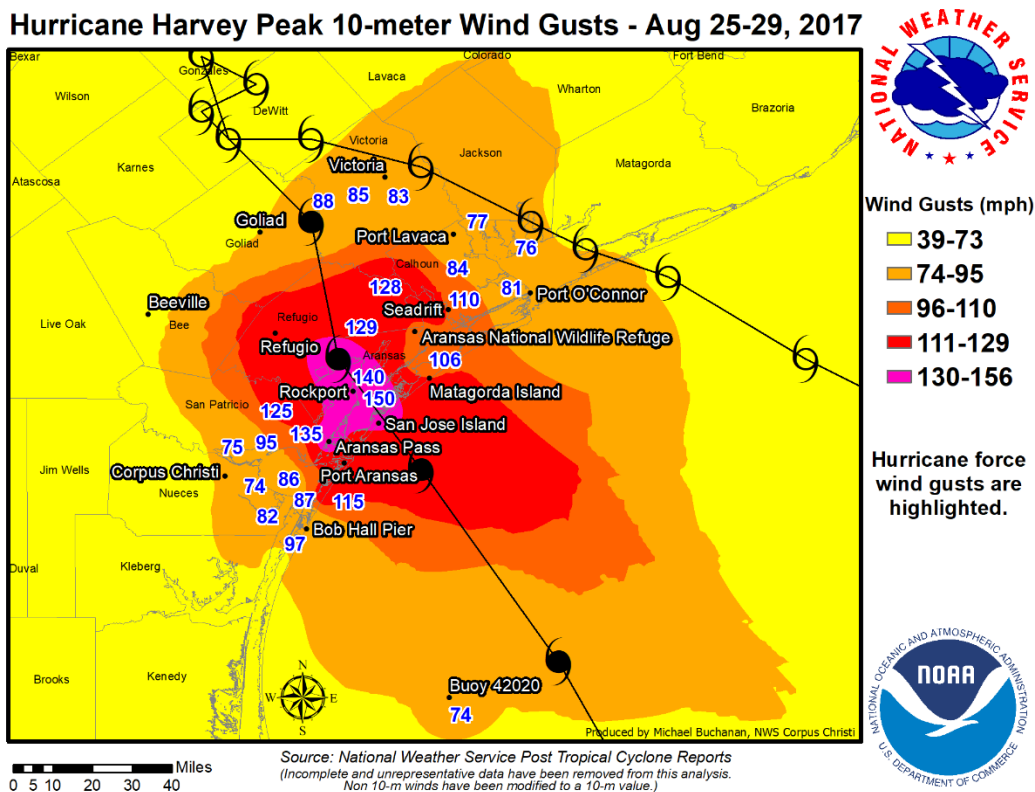 Hurricane Harvey Peak 10-meter Wind Gusts - Aug 25-29, 2017
NATIONAL WEATHER SERVICE
Bexar
Gonzales
Lavaca
Colorado
Fort Bend
Wilson
DeWitt
Wharton
Brazoria
Karnes
Victoria
Jackson
Matagorda
Atascosa
Victoria
88
85
83
Goliad
Goliad
77
Port Lavaca
76
Calhoun
84
128
81
Port O'Connor
110
Seadrift
Beeville
Live Oak
Bee
Refugio
129
Aransas National Wildlife Refuge
Refugio
Aransas
106
140
Rockport
150
Matagorda Island
San Patricio
125
San Jose Island
135
95
75
Aransas Pass
Jim Wells
Corpus Christi
Port Aransas
86
74
Nueces
87
115
82
Bob Hall Pier
97
Duval
Kleberg
Brooks
Kenedy
N
W
E
S
Buoy 42020
74
Produced by Michael Buchanan, NWS Corpus Christi
Wind Gusts (mph)
39-73
74-95
96-110
111-129
130-156
Hurricane force
wind gusts are
highlighted.
NATIONAL OCEANIC AND ATMOSPHERIC ADMINISTRATION
NOAA
U.S. DEPARTMENT OF COMMERCE
Miles
0 5 10 20 30 40
Source: National Weather Service Post Tropical Cyclone Reports
(Incomplete and unrepresentative data have been removed from this analysis.
Non 10-m winds have been modified to a 10-m value.)